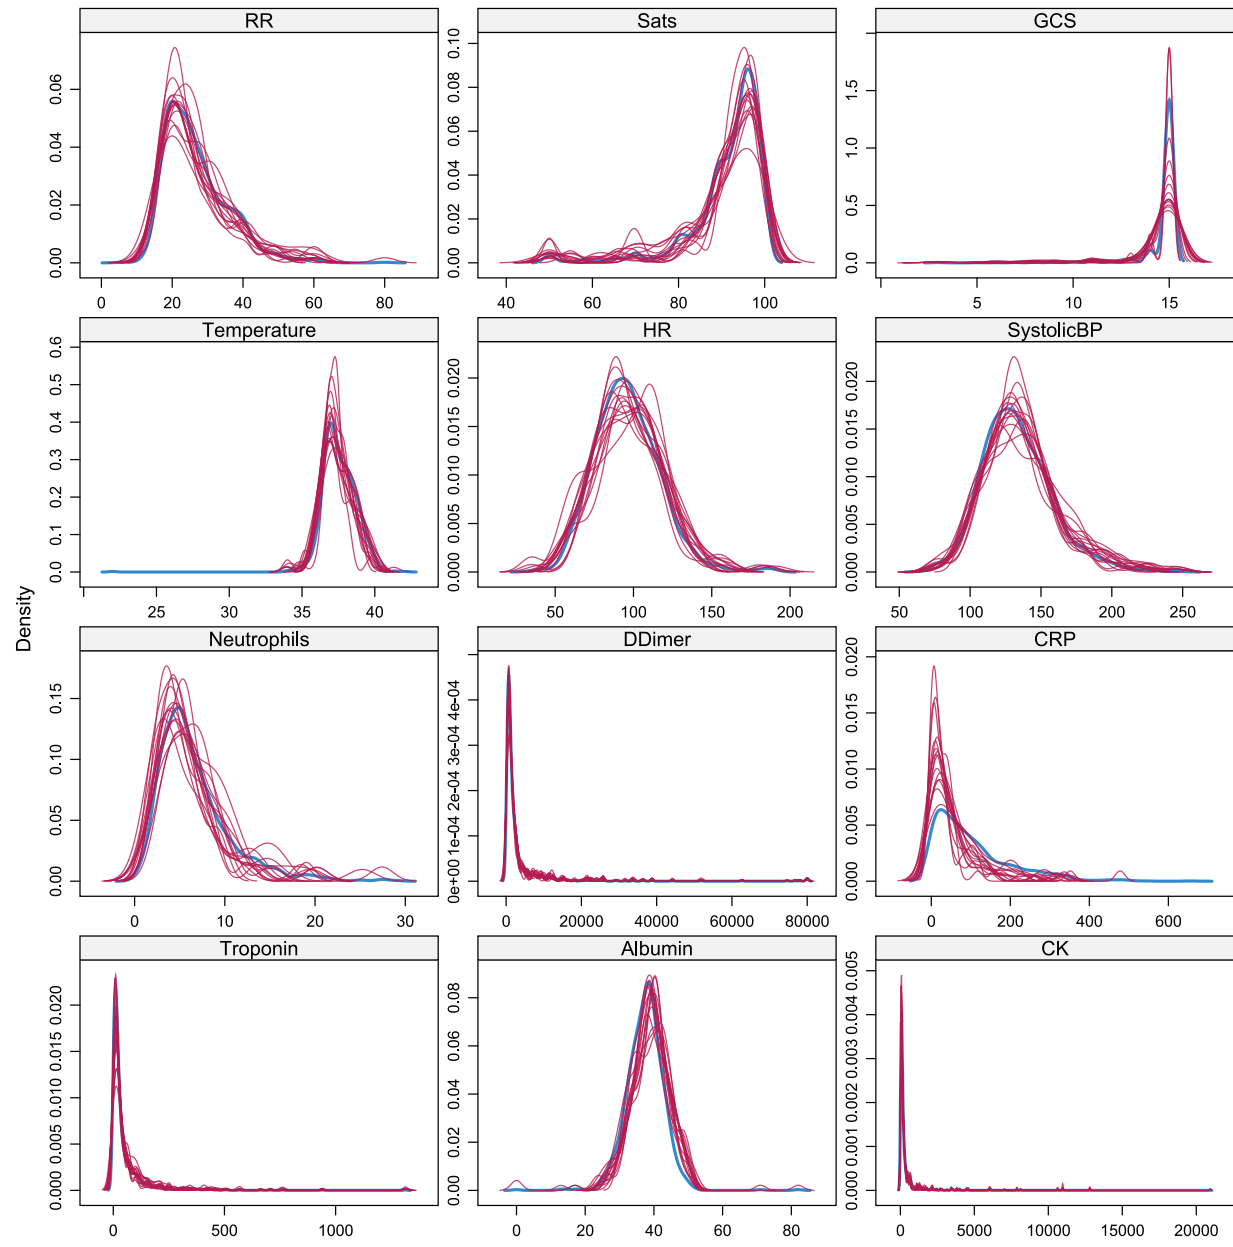 RR Sats GCS
0.00 0.02 0.04 0.06
0.00 0.02 0.04 0.06 0.08 0.10
0.0 0.5 1.0 1.5
0 20 40 60 80
40 60 80 100
5 10 15
Temperature HR SystolicBP
0.0 0.1 0.2 0.3 0.4 0.5 0.6
0.000 0.005 0.010 0.015 0.020
0.000 0.005 0.010 0.015 0.020
25 30 35 40
50 100 150 200
50 100 150 200 250
Density
Neutrophils DDimer CRP
0.00 0.05 0.10 0.15
0e+00 1e-04 2e-04 3e-04 4e-04
0.000 0.005 0.010 0.015 0.020
0 10 20 30
0 20000 40000 60000 80000
0 200 400 600
Troponin Albumin CK
0.000 0.005 0.010 0.015 0.020
0.00 0.02 0.04 0.06 0.08
0.000 0.001 0.002 0.003 0.004 0.005
0 500 1000
0 20 40 60 80
0 5000 10000 15000 20000